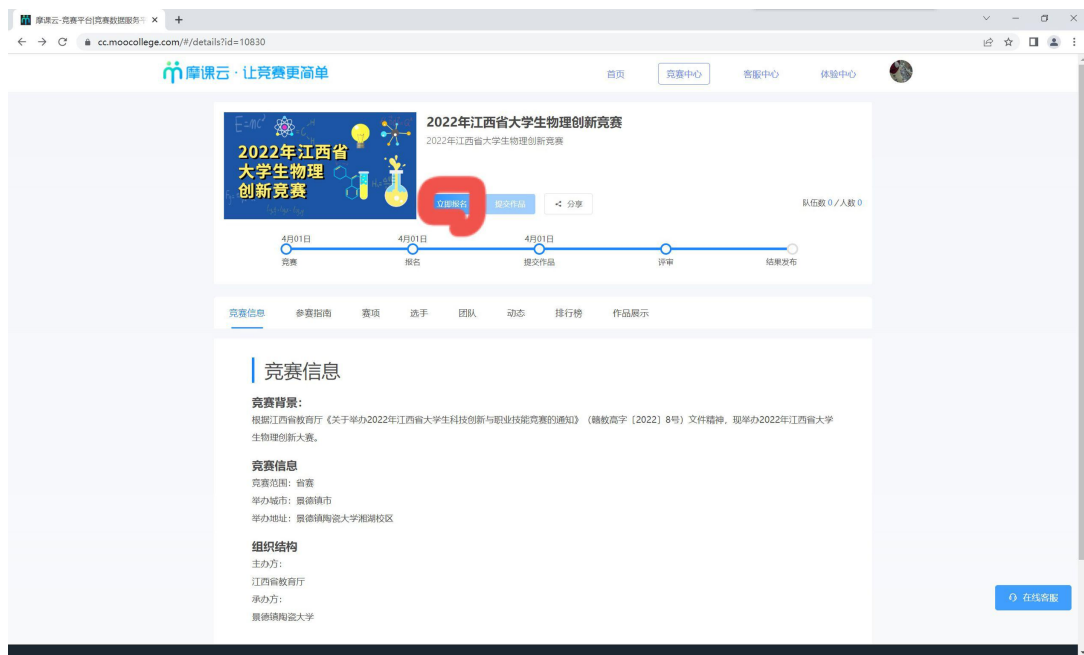 摩课云-竞赛平台|竞赛数据服务平
cc.moocollege.com/#/details?id=10830
摩课云 · 让竞赛更简单
首页 竞赛中心 客服中心 体验中心
2022年江西省大学生物理创新竞赛
2022年江西省大学生物理创新竞赛
E=mc²
2022年江西省
大学生物理
创新竞赛
立即报名 提交作品 分享
队伍数 0 / 人数 0
4月01日 4月01日 4月01日
竞赛 报名 提交作品 评审 结果发布
竞赛信息 参赛指南 赛项 选手 团队 动态 排行榜 作品展示
竞赛信息
竞赛背景：
根据江西省教育厅《关于举办2022年江西省大学生科技创新与职业技能竞赛的通知》（赣教高字〔2022〕8号）文件精神，现举办2022年江西省大学
生物理创新大赛。
竞赛信息
竞赛范围：省赛
举办城市：景德镇市
举办地址：景德镇陶瓷大学湘湖校区
组织结构
主办方：
江西省教育厅
承办方：
景德镇陶瓷大学
在线客服